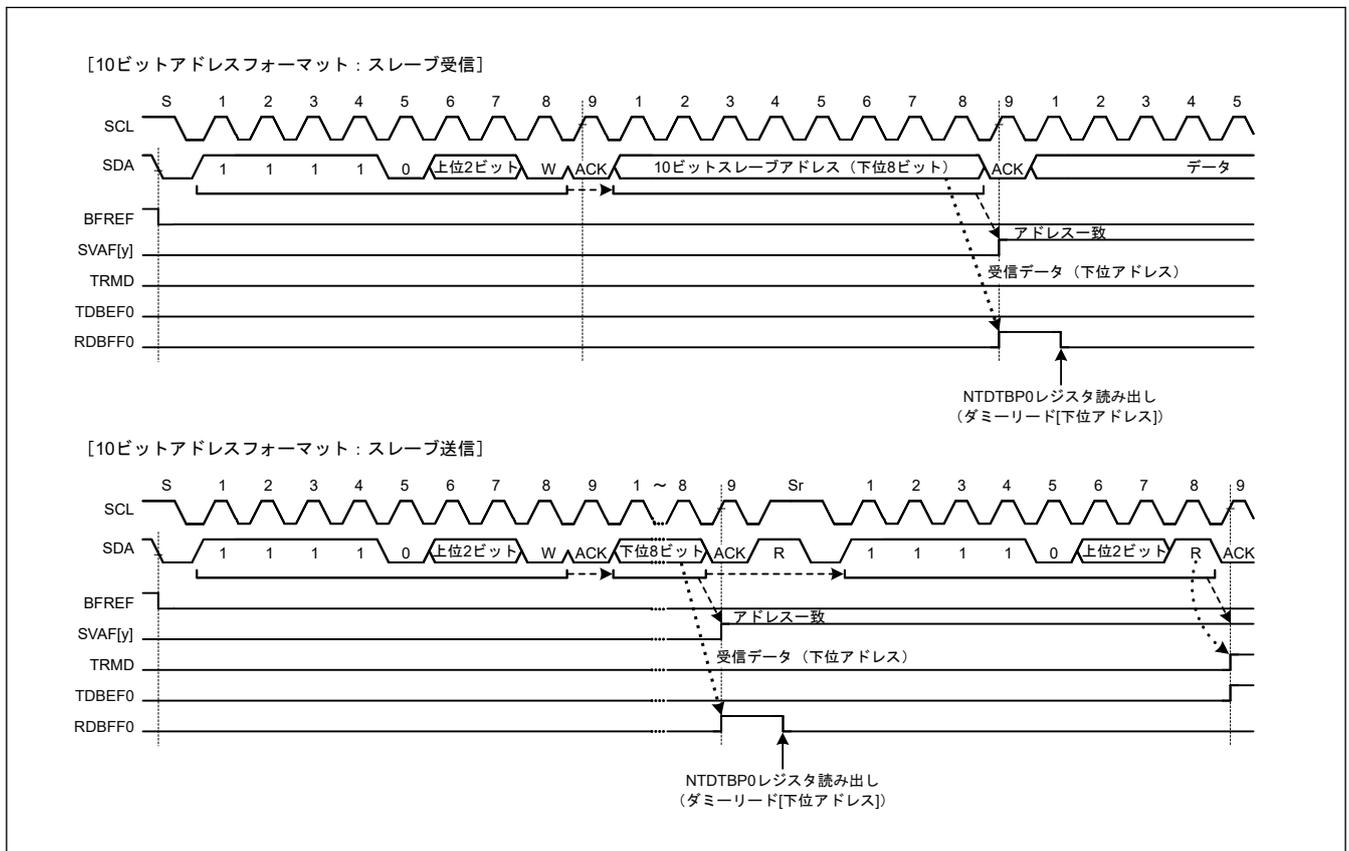 [10ビットアドレスフォーマット：スレーブ受信]
S 1 2 3 4 5 6 7 8 9 1 2 3 4 5 6 7 8 9 1 2 3 4 5
SCL
SDA 1 1 1 1 0 上位2ビット W ACK 10ビットスレーブアドレス（下位8ビット） ACK データ
BFREF
アドレス一致
SVAF[y]
受信データ（下位アドレス）
TRMD
TDBEF0
RDBFF0
NTDTBP0レジスタ読み出し
（ダミーリード[下位アドレス]）
[10ビットアドレスフォーマット：スレーブ送信]
S 1 2 3 4 5 6 7 8 9 1 ～ 8 9 Sr 1 2 3 4 5 6 7 8 9
SCL
SDA 1 1 1 1 0 上位2ビット W ACK 下位8ビット ACK R 1 1 1 1 0 上位2ビット R ACK
BFREF
アドレス一致
SVAF[y]
受信データ（下位アドレス）
TRMD
TDBEF0
RDBFF0
NTDTBP0レジスタ読み出し
（ダミーリード[下位アドレス]）